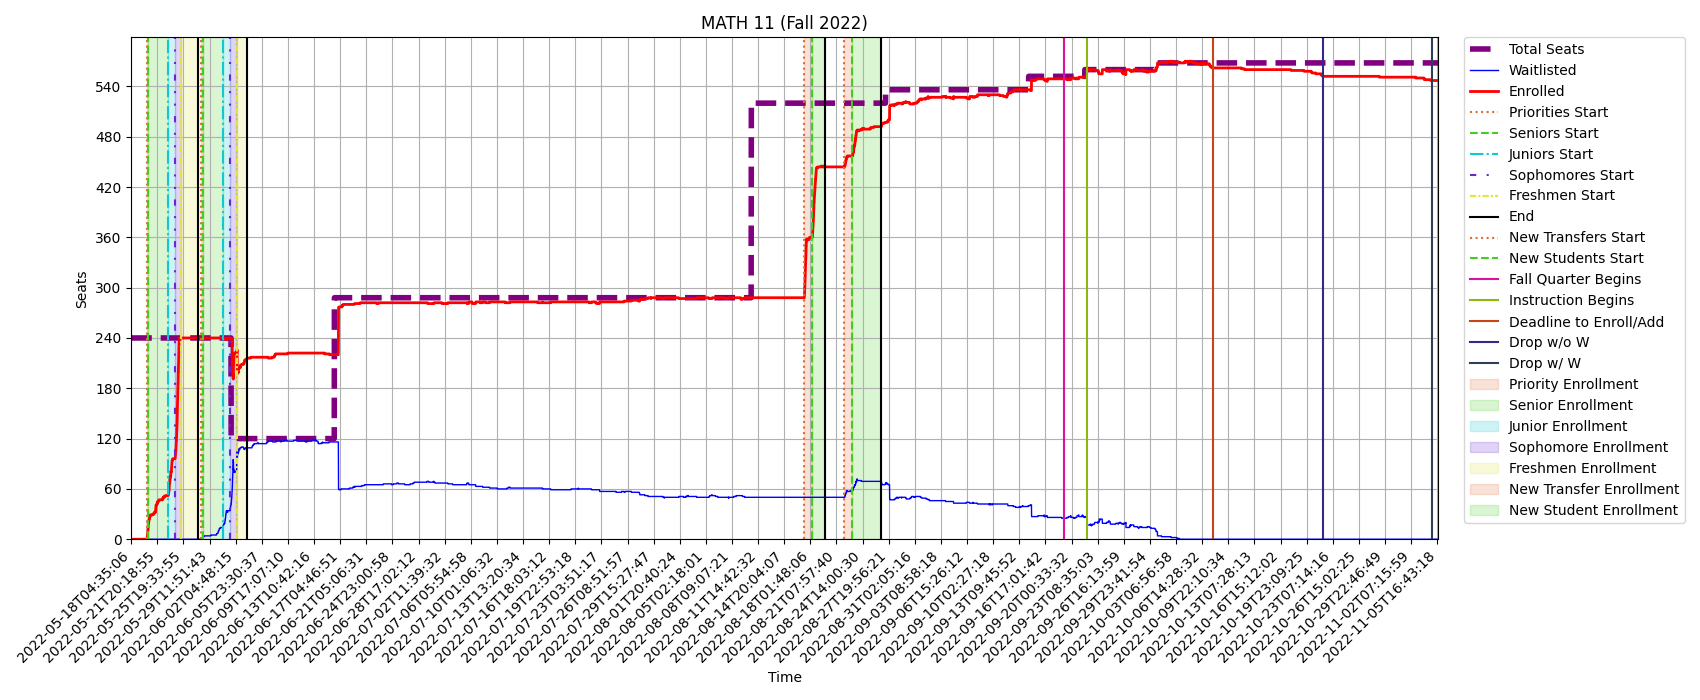 MATH 11 (Fall 2022)
Seats
540
480
420
360
300
240
180
120
60
0
2022-05-18T04:35:06
2022-05-21T20:18:55
2022-05-25T19:33:55
2022-05-29T11:51:43
2022-06-02T04:48:15
2022-06-05T23:30:37
2022-06-09T17:07:10
2022-06-13T10:42:16
2022-06-17T04:46:51
2022-06-21T05:06:31
2022-06-24T23:00:58
2022-06-28T17:02:12
2022-07-02T11:39:32
2022-07-06T05:54:58
2022-07-10T01:06:32
2022-07-13T13:20:34
2022-07-16T18:03:12
2022-07-19T22:53:18
2022-07-23T03:51:17
2022-07-26T08:51:57
2022-07-29T15:27:47
2022-08-01T20:40:24
2022-08-05T02:18:01
2022-08-08T09:07:21
2022-08-11T14:42:32
2022-08-14T20:04:07
2022-08-18T01:48:06
2022-08-21T07:57:40
2022-08-24T14:00:30
2022-08-27T19:56:21
2022-08-31T02:05:16
2022-09-03T08:58:18
2022-09-06T15:26:12
2022-09-10T02:27:18
2022-09-13T09:45:52
2022-09-16T17:01:42
2022-09-20T00:33:32
2022-09-23T08:35:03
2022-09-26T16:13:59
2022-09-29T23:41:54
2022-10-03T06:56:58
2022-10-06T14:28:32
2022-10-09T22:10:34
2022-10-13T07:28:13
2022-10-16T15:12:02
2022-10-19T23:09:25
2022-10-23T07:14:16
2022-10-26T15:02:25
2022-10-29T22:46:49
2022-11-02T07:15:59
2022-11-05T16:43:18
Time
Total Seats
Waitlisted
Enrolled
Priorities Start
Seniors Start
Juniors Start
Sophomores Start
Freshmen Start
End
New Transfers Start
New Students Start
Fall Quarter Begins
Instruction Begins
Deadline to Enroll/Add
Drop w/o W
Drop w/ W
Priority Enrollment
Senior Enrollment
Junior Enrollment
Sophomore Enrollment
Freshmen Enrollment
New Transfer Enrollment
New Student Enrollment